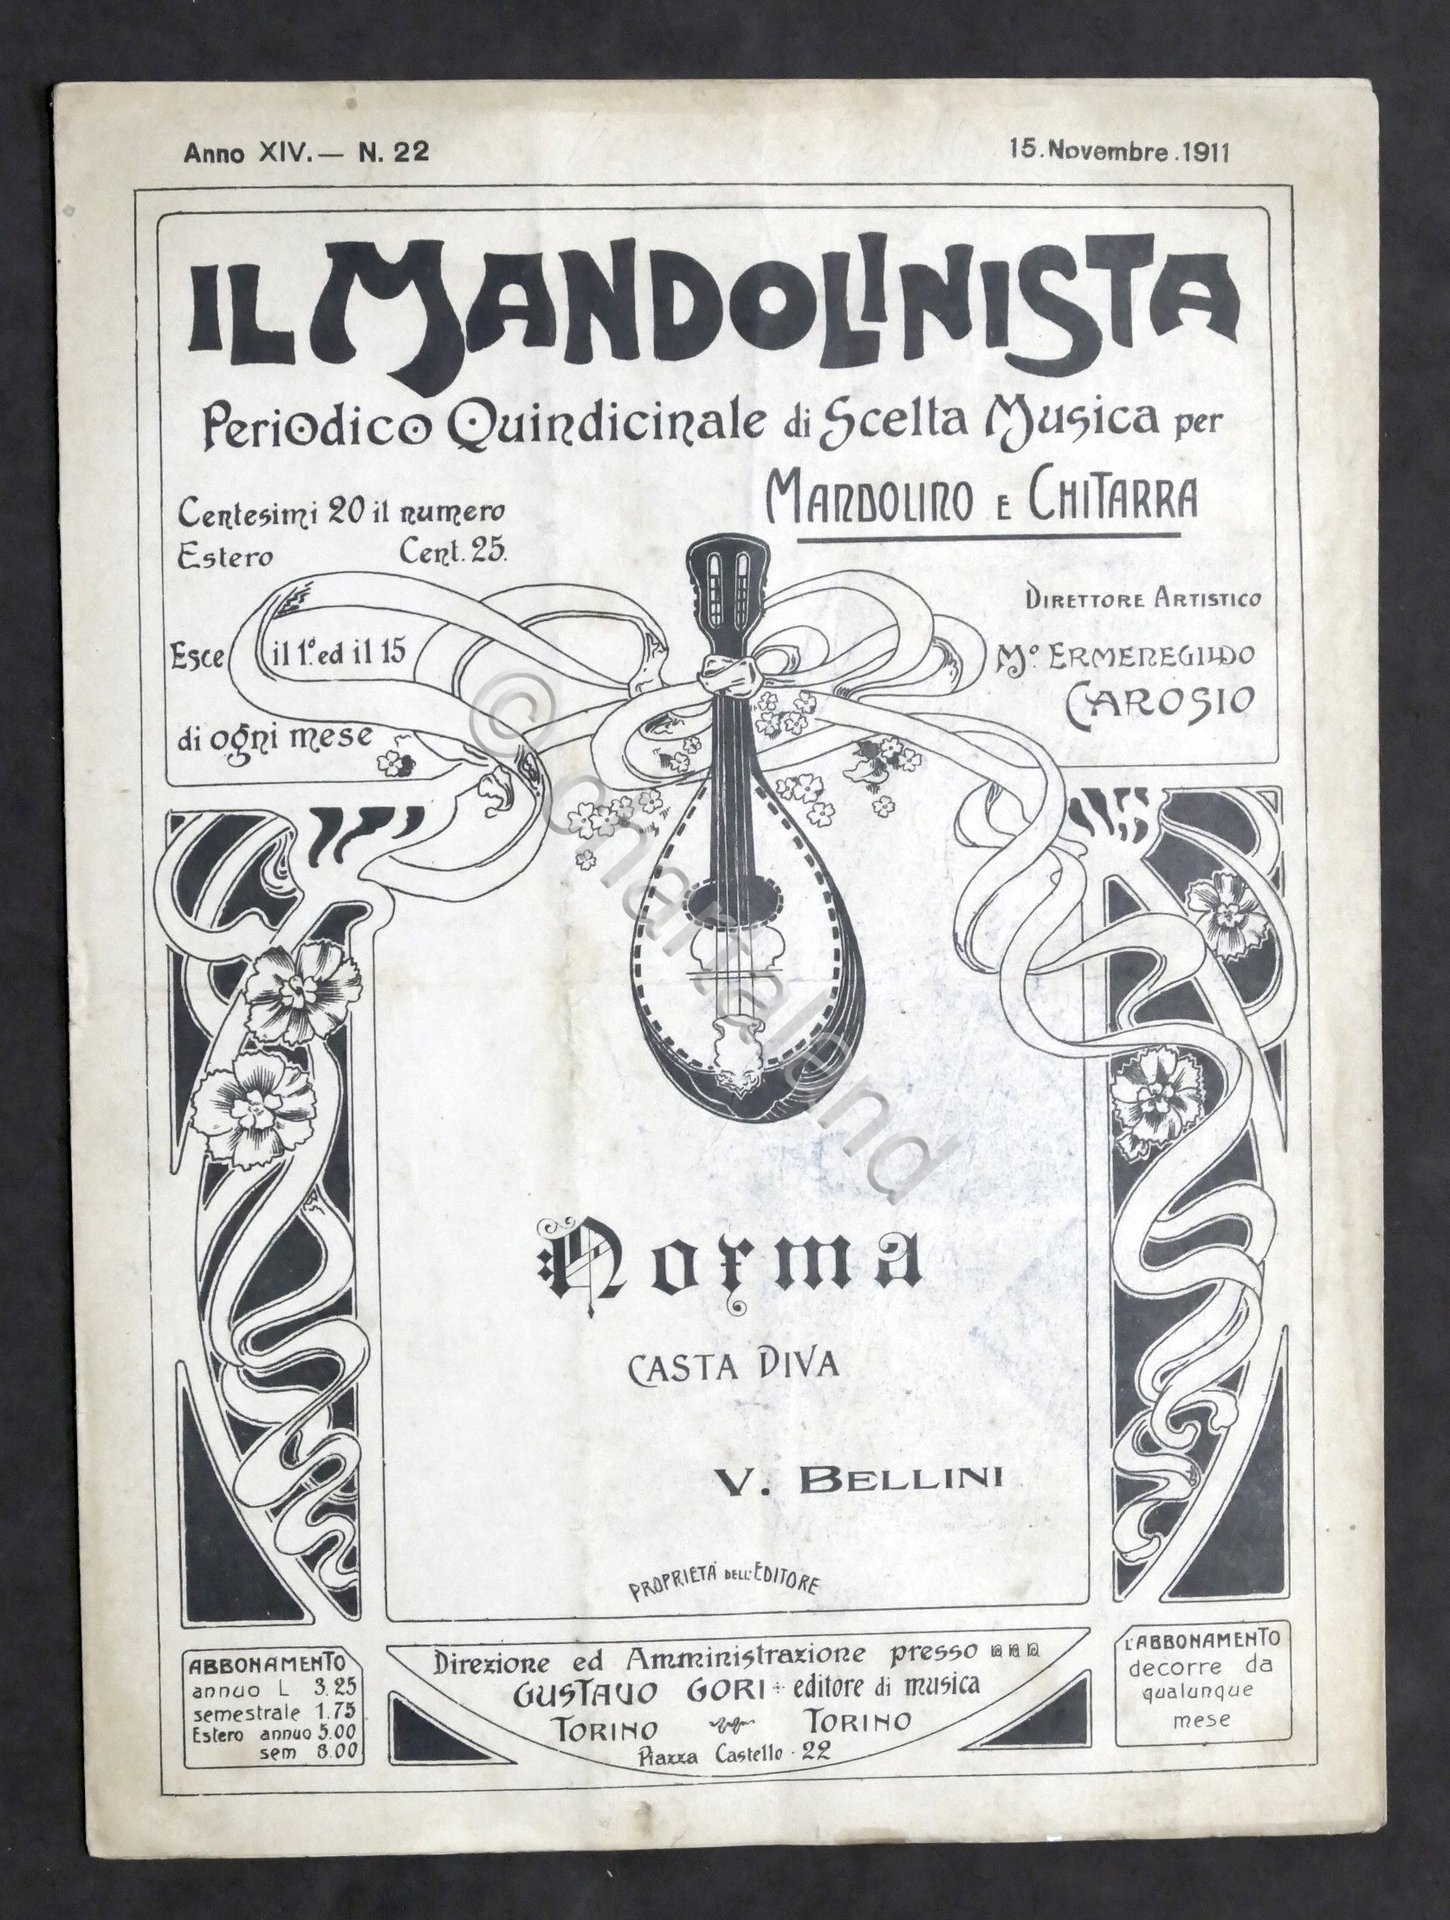 Anno XIV. — N. 22
15. Novembre. 1911
IL MANDOLINISTA
Periodico Quindicinale di Scelta Musica per
MANDOLINO E CHITARRA
Centesimi 20 il numero
Estero Cent. 25.
Esce il 1º ed il 15
di ogni mese
DIRETTORE ARTISTICO
Mº ERMENEGILDO
CAROSIO
© Chartaland
Norma
CASTA DIVA
V. BELLINI
PROPRIETA' DELL'EDITORE
ABBONAMENTO
annuo L 3.25
semestrale 1.75
Estero annuo 5.00
sem 3.00
Direzione ed Amministrazione presso
GUSTAVO GORI ÷ editore di musica
TORINO TORINO
Piazza Castello · 22
L'ABBONAMENTO
decorre da
qualunque
mese